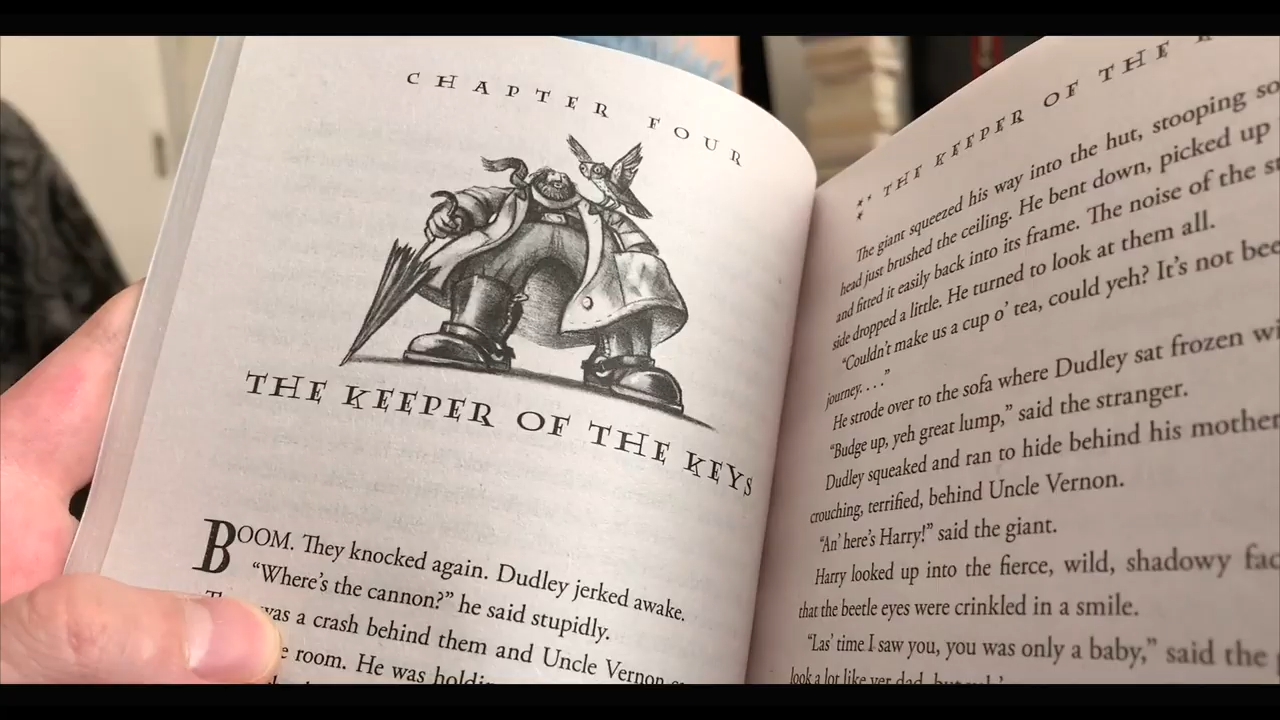 CHAPTER FOUR
THE KEEPER OF THE KEYS
BOOM. They knocked again. Dudley jerked awake.
“Where’s the cannon?” he said stupidly.
was a crash behind them and Uncle Vernon
room. He was
THE KEEPER OF THE
The giant squeezed his way into the hut, stooping so
head just brushed the ceiling. He bent down, picked up
and fitted it easily back into its frame. The noise of the
side dropped a little. He turned to look at them all.
“Couldn’t make us a cup o’ tea, could yeh? It’s not
journey. . . .”
He strode over to the sofa where Dudley sat frozen
“Budge up, yeh great lump,” said the stranger.
Dudley squeaked and ran to hide behind his mother
crouching, terrified, behind Uncle Vernon.
“An’ here’s Harry!” said the giant.
Harry looked up into the fierce, wild, shadowy
that the beetle eyes were crinkled in a smile.
“Las’ time I saw you, you was only a baby,” said the
look a lot like yer dad,